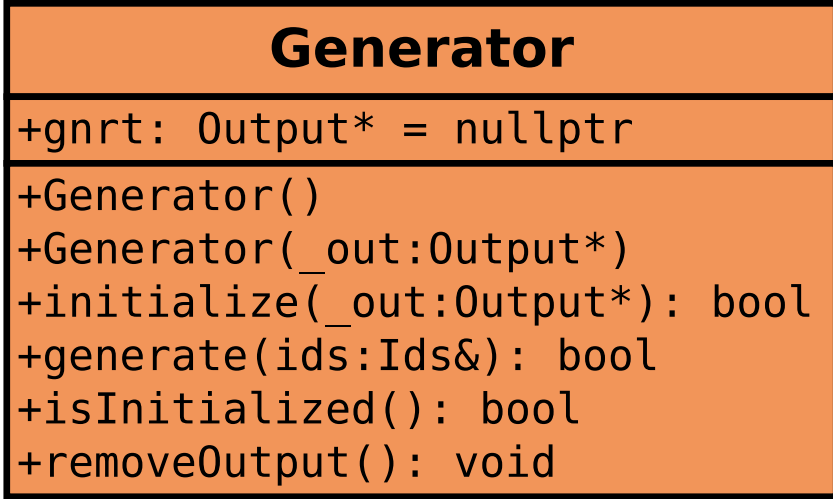 Generator
+gnrt: Output* = nullptr
+Generator()
+Generator(_out:Output*)
+initialize(_out:Output*): bool
+generate(ids:Ids&): bool
+isInitialized(): bool
+removeOutput(): void